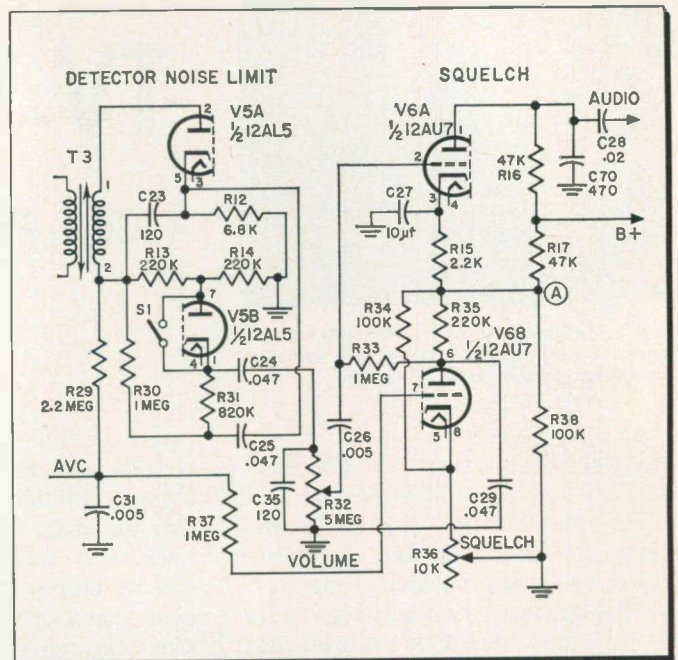 DETECTOR NOISE LIMIT
SQUELCH
V5A
½ 12AL5
2
5
3
T3
1
2
C23
120
R12
6.8K
R13
220K
R14
220K
S1
7
V5B
½ 12AL5
4
1
C24
.047
R29
2.2MEG
R30
1MEG
R31
820K
C25
.047
AVC
C31
.005
R37
1MEG
C35
120
R32
5MEG
VOLUME
V6A
½ 12AU7
1
2
3
4
C27
10µf
47K
R16
AUDIO
C28
.02
C70
470
B+
R15
2.2K
R17
47K
A
R34
100K
R35
220K
V68
½ 12AU7
R33
1MEG
6
7
5
8
C26
.005
C29
.047
R38
100K
R36
10K
SQUELCH